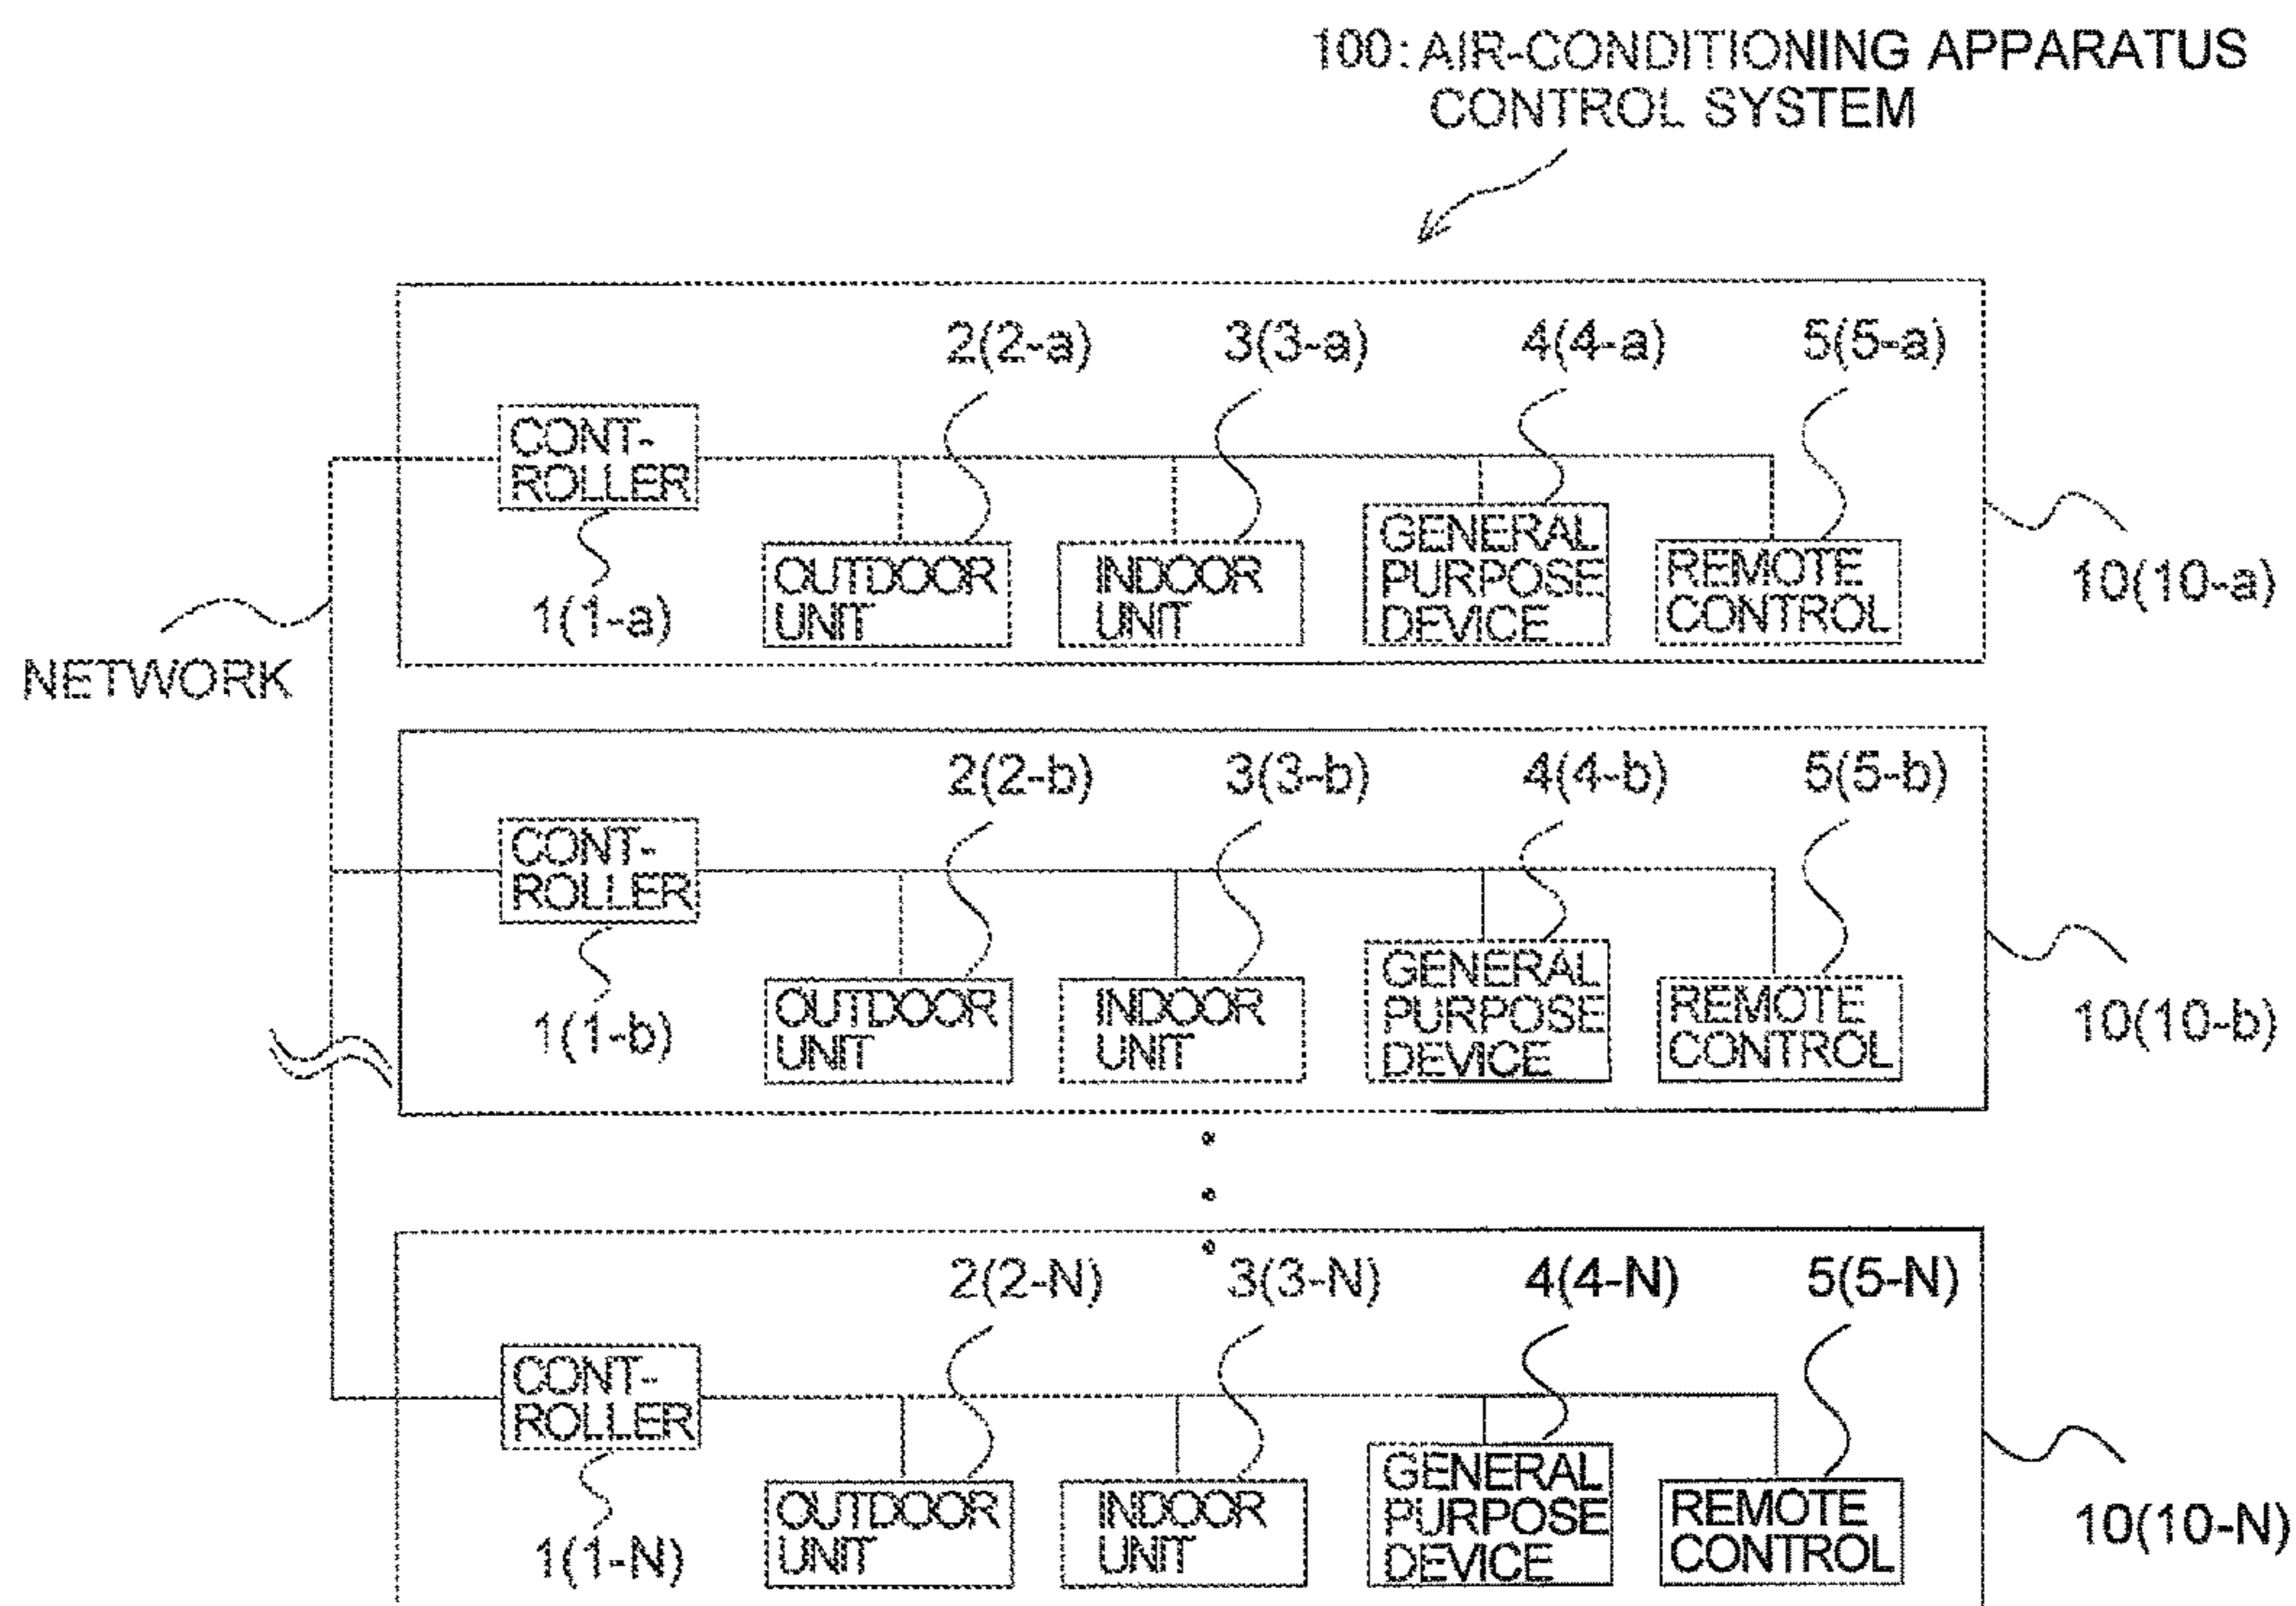 100: AIR-CONDITIONING APPARATUS
CONTROL SYSTEM
2(2-a)
3(3-a)
4(4-a)
5(5-a)
CONT-
ROLLER
1(1-a)
OUTDOOR
UNIT
INDOOR
UNIT
GENERAL
PURPOSE
DEVICE
REMOTE
CONTROL
10(10-a)
NETWORK
2(2-b)
3(3-b)
4(4-b)
5(5-b)
CONT-
ROLLER
1(1-b)
OUTDOOR
UNIT
INDOOR
UNIT
GENERAL
PURPOSE
DEVICE
REMOTE
CONTROL
10(10-b)
2(2-N)
3(3-N)
4(4-N)
5(5-N)
CONT-
ROLLER
1(1-N)
OUTDOOR
UNIT
INDOOR
UNIT
GENERAL
PURPOSE
DEVICE
REMOTE
CONTROL
10(10-N)